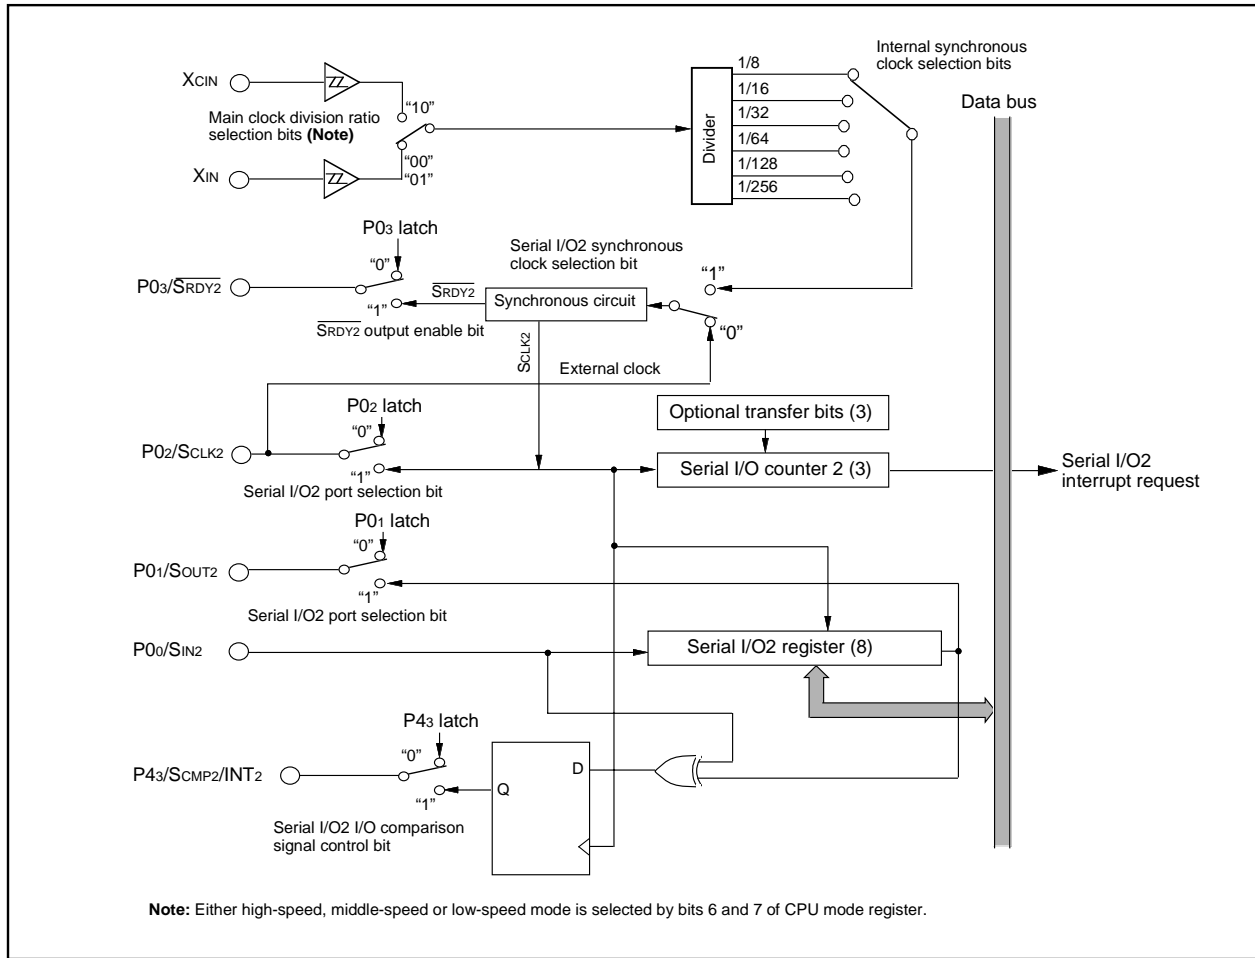 XCIN
Main clock division ratio
selection bits (Note)
“10”
“00”
“01”
XIN
Divider
1/8
1/16
1/32
1/64
1/128
1/256
Internal synchronous
clock selection bits
Data bus
P03 latch
“0”
P03/SRDY2
“1”
SRDY2
SRDY2 output enable bit
Serial I/O2 synchronous
clock selection bit
Synchronous circuit
“1”
“0”
SCLK2
External clock
P02 latch
“0”
P02/SCLK2
“1”
Serial I/O2 port selection bit
Optional transfer bits (3)
Serial I/O counter 2 (3)
Serial I/O2
interrupt request
P01 latch
“0”
P01/SOUT2
“1”
Serial I/O2 port selection bit
P00/SIN2
Serial I/O2 register (8)
P43 latch
“0”
P43/SCMP2/INT2
“1”
Serial I/O2 I/O comparison
signal control bit
D
Q
Note: Either high-speed, middle-speed or low-speed mode is selected by bits 6 and 7 of CPU mode register.